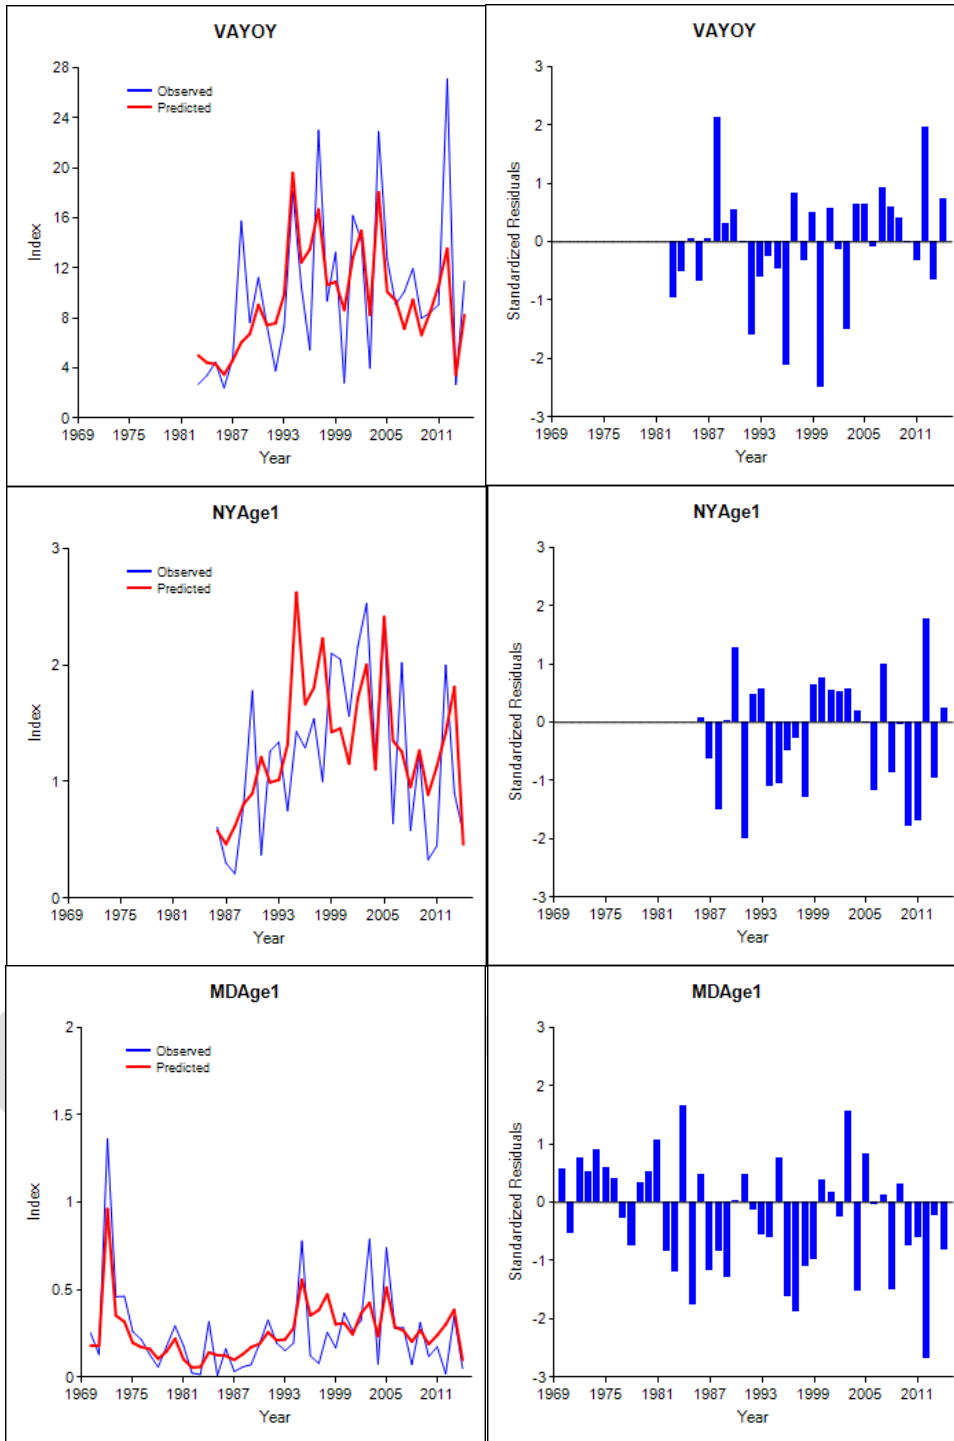 VAYOY
28
24
20
16
12
8
4
0
Index
Observed
Predicted
1969 1975 1981 1987 1993 1999 2005 2011
Year
VAYOY
3
2
1
0
-1
-2
-3
Standardized Residuals
1969 1975 1981 1987 1993 1999 2005 2011
Year
NYAge1
3
2
1
0
Index
Observed
Predicted
1969 1975 1981 1987 1993 1999 2005 2011
Year
NYAge1
3
2
1
0
-1
-2
-3
Standardized Residuals
1969 1975 1981 1987 1993 1999 2005 2011
Year
MDAge1
2
1.5
1
0.5
0
Index
Observed
Predicted
1969 1975 1981 1987 1993 1999 2005 2011
Year
MDAge1
3
2
1
0
-1
-2
-3
Standardized Residuals
1969 1975 1981 1987 1993 1999 2005 2011
Year